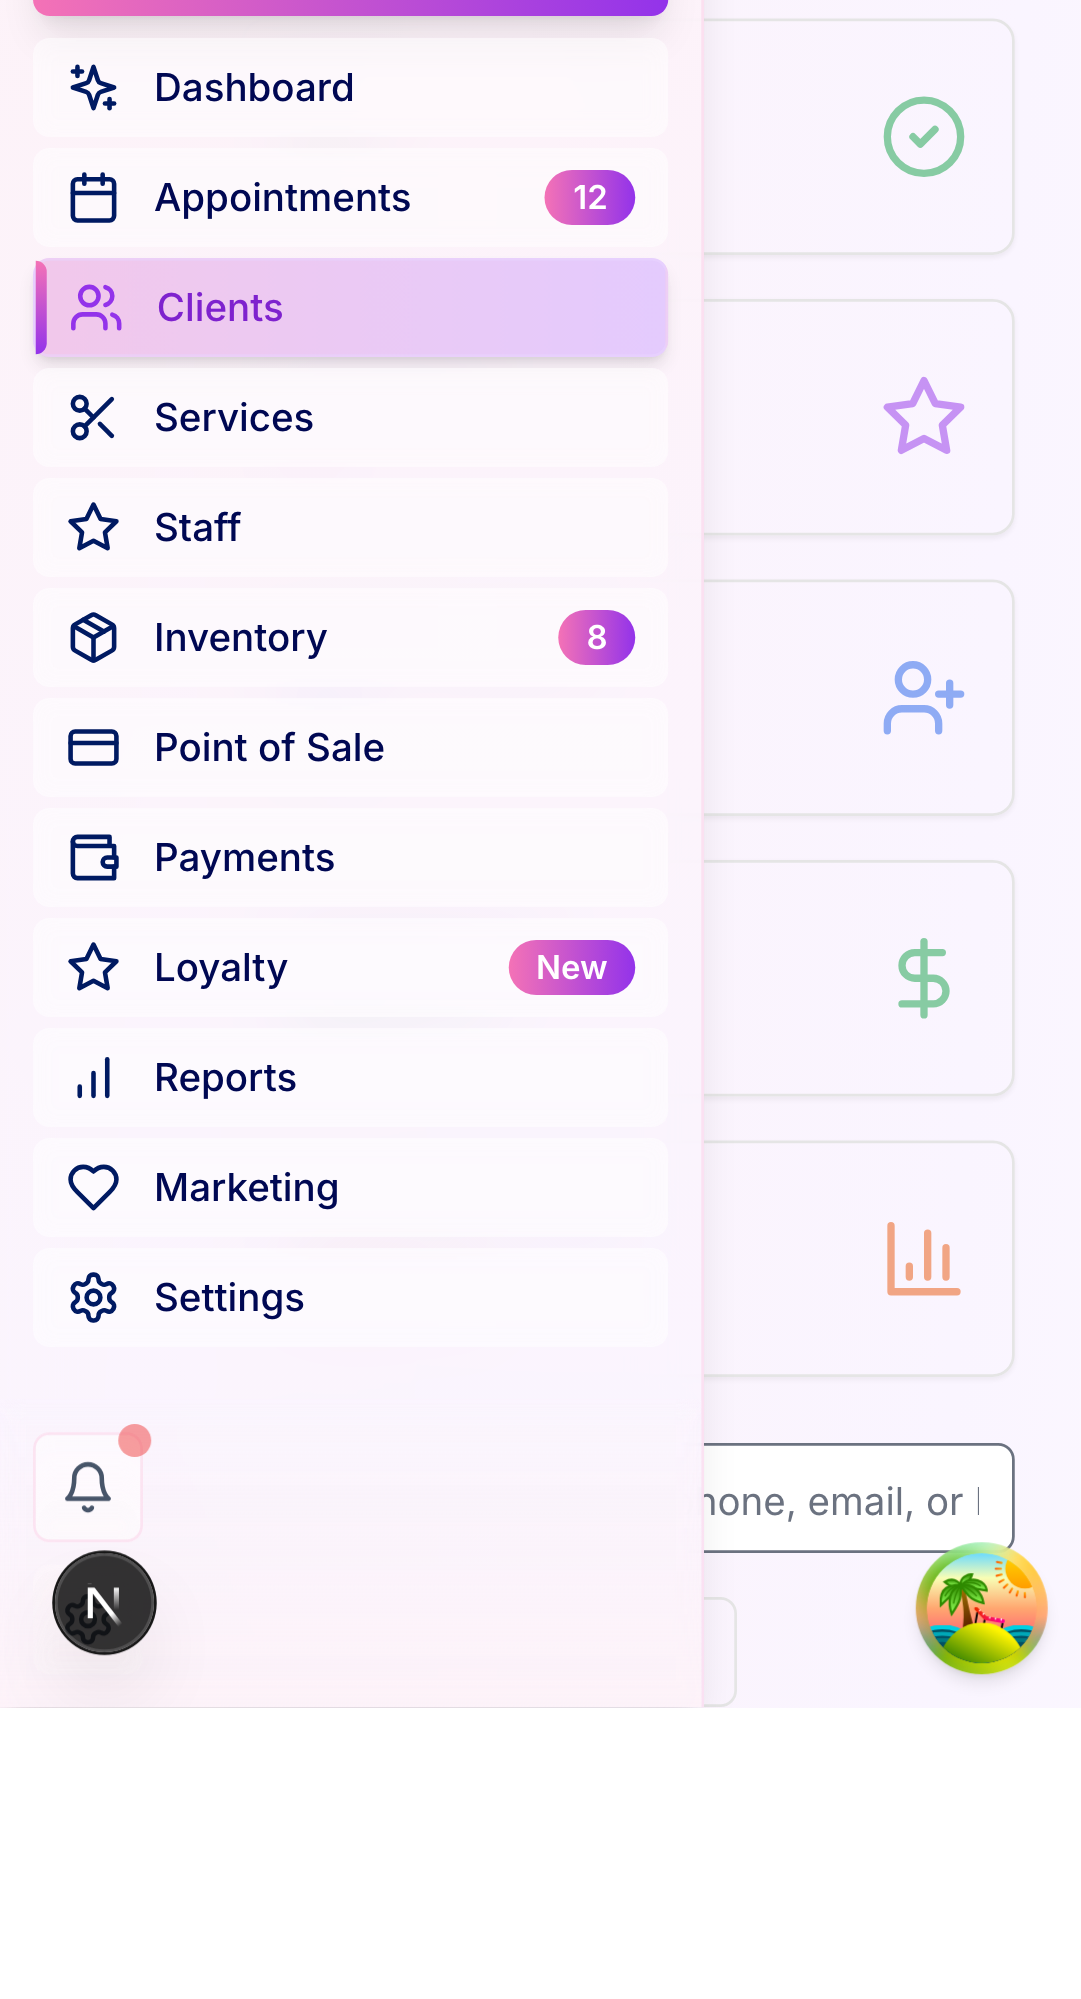 Dashboard
Appointments 12
Clients
Services
Staff
Inventory 8
Point of Sale
Payments
Loyalty New
Reports
Marketing
Settings
email, or
N